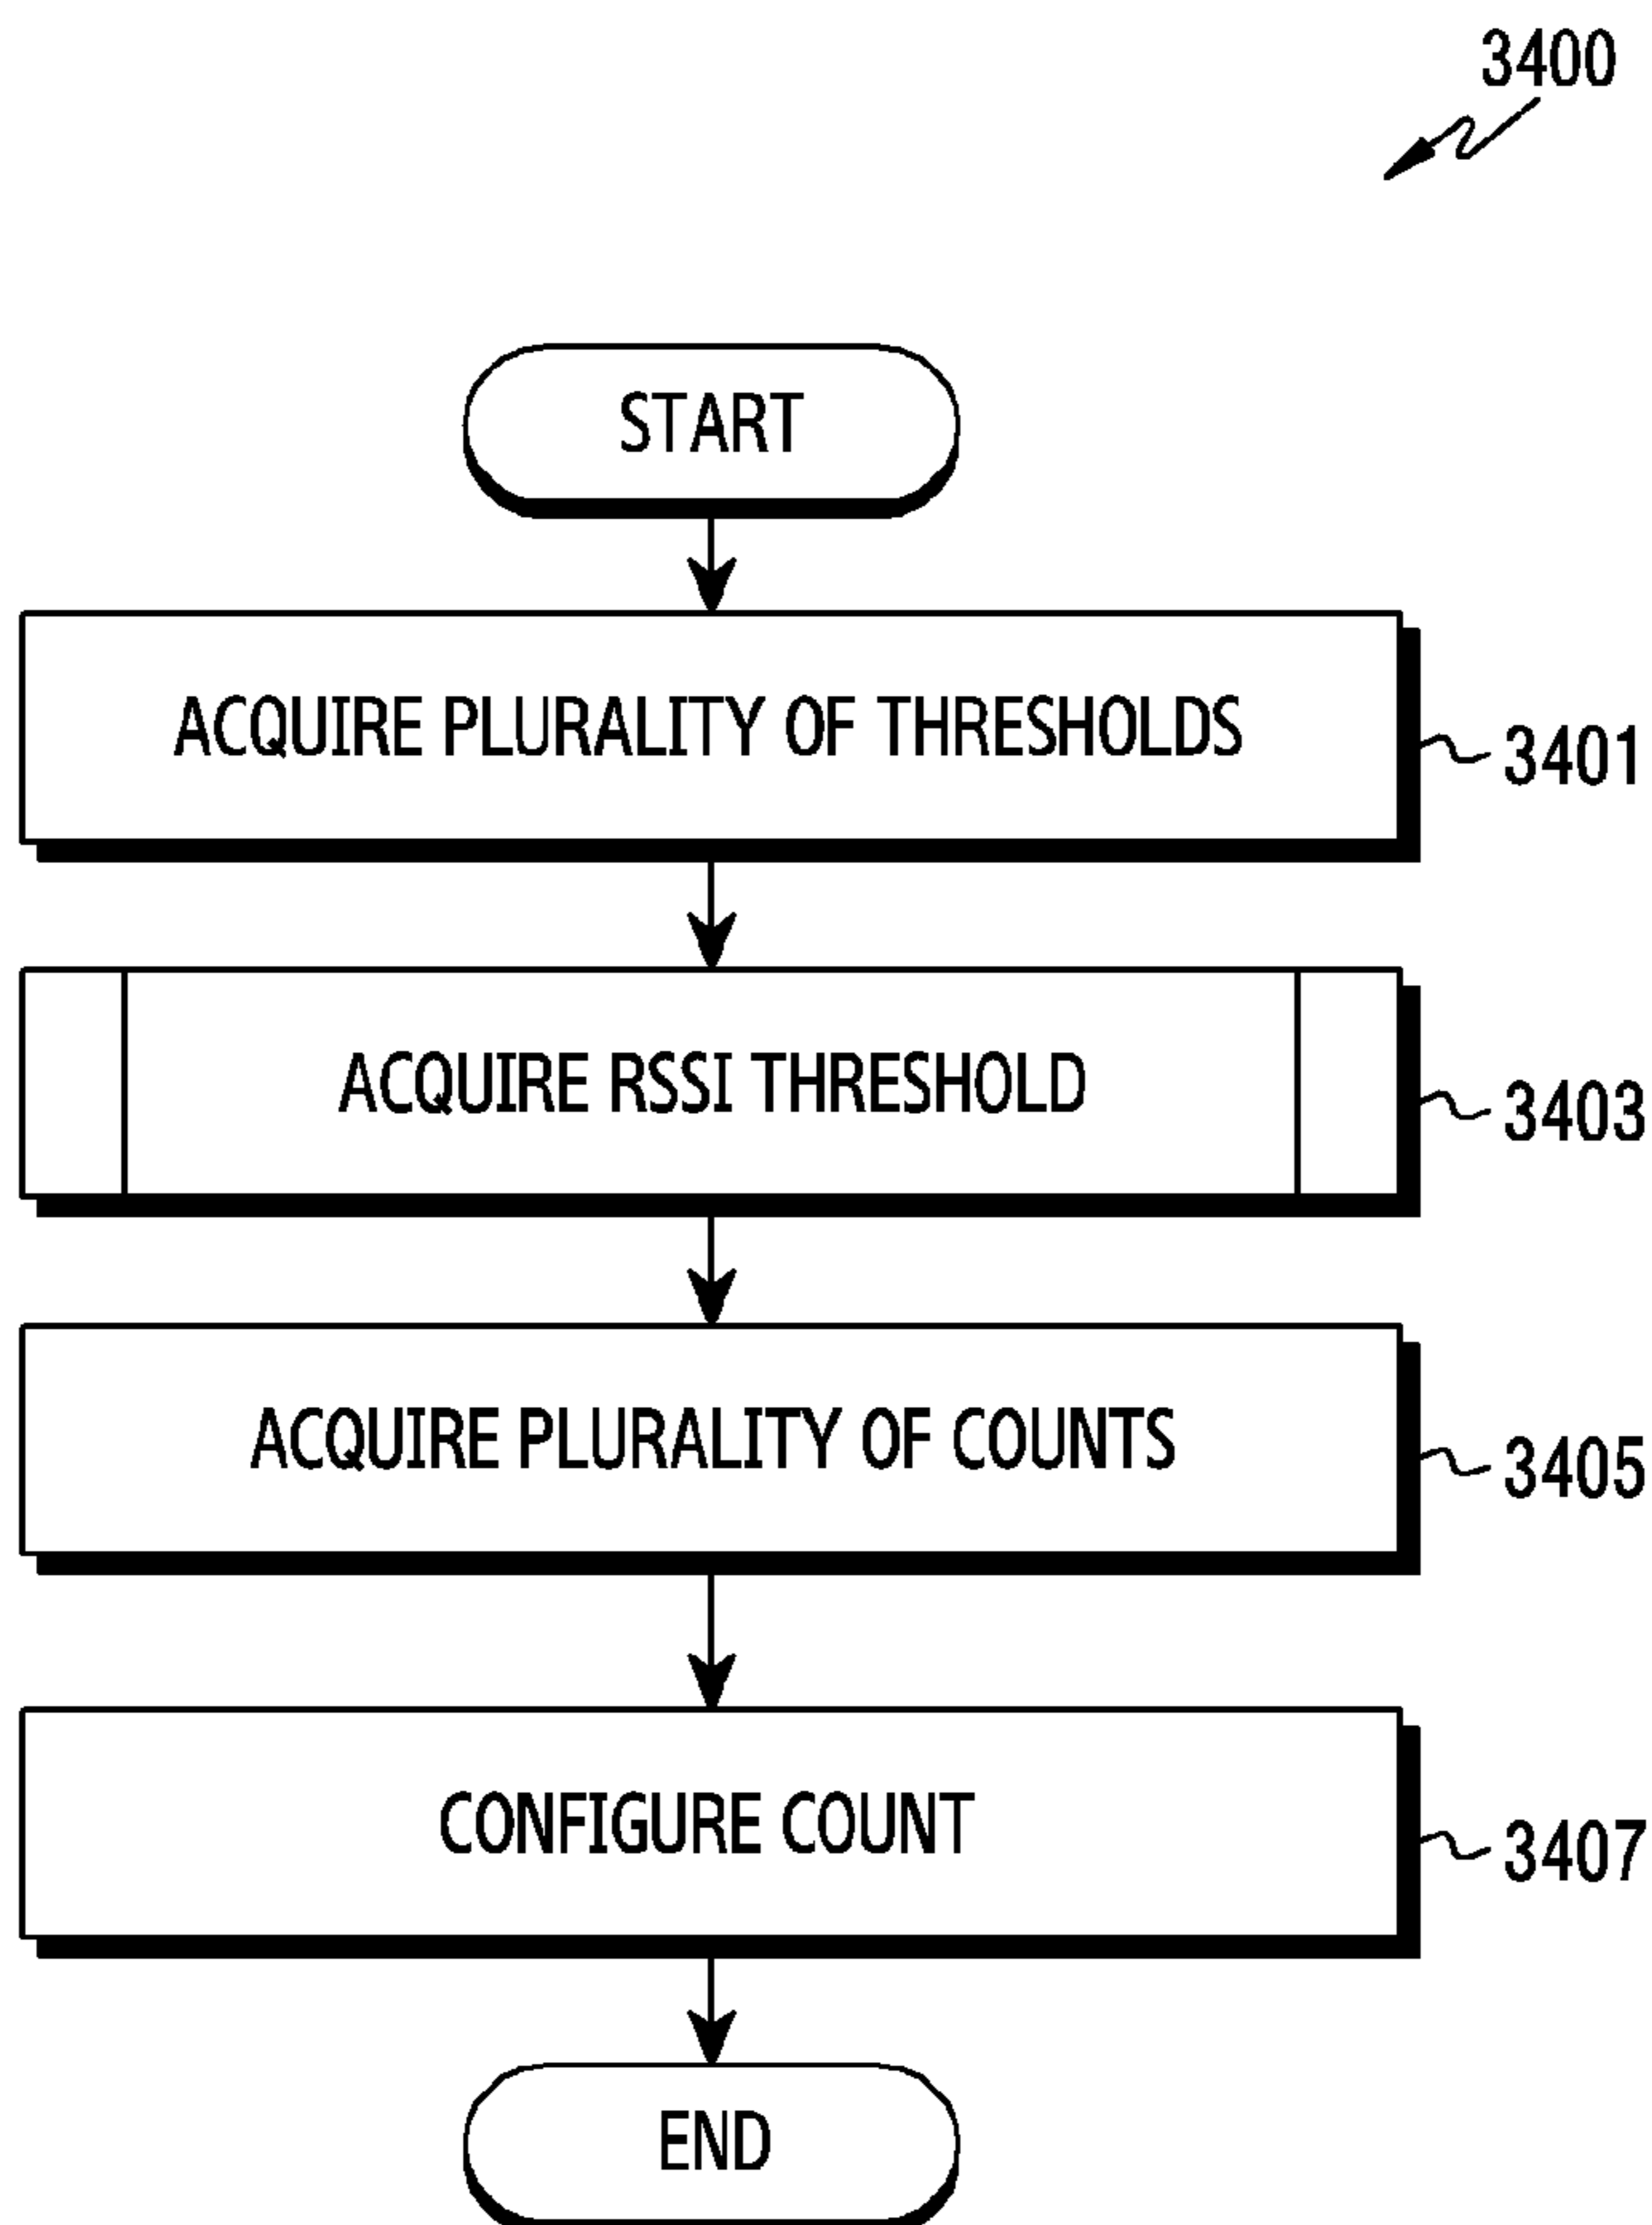 3400
START
ACQUIRE PLURALITY OF THRESHOLDS
3401
ACQUIRE RSSI THRESHOLD
3403
ACQUIRE PLURALITY OF COUNTS
3405
CONFIGURE COUNT
3407
END